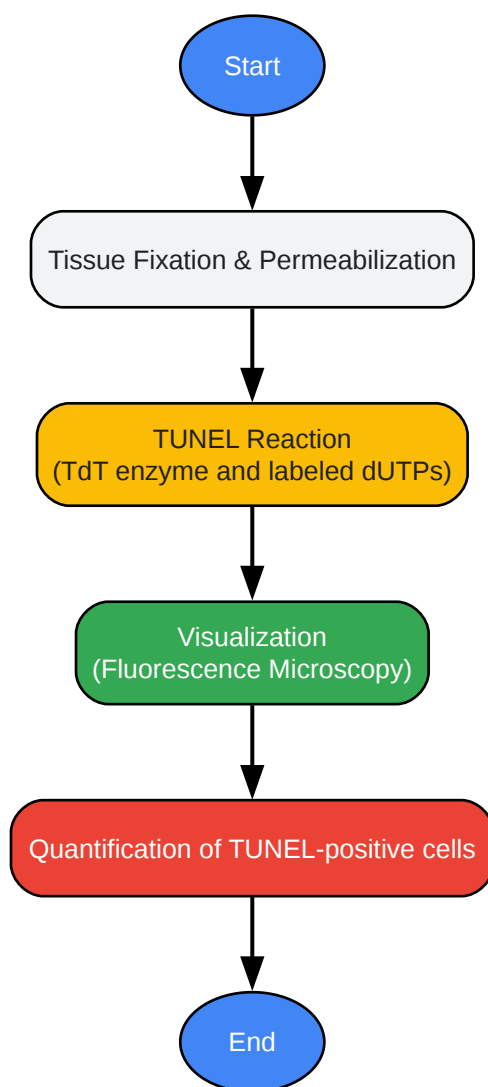 Start
Tissue Fixation & Permeabilization
TUNEL Reaction
(TdT enzyme and labeled dUTPs)
Visualization
(Fluorescence Microscopy)
Quantification of TUNEL-positive cells
End